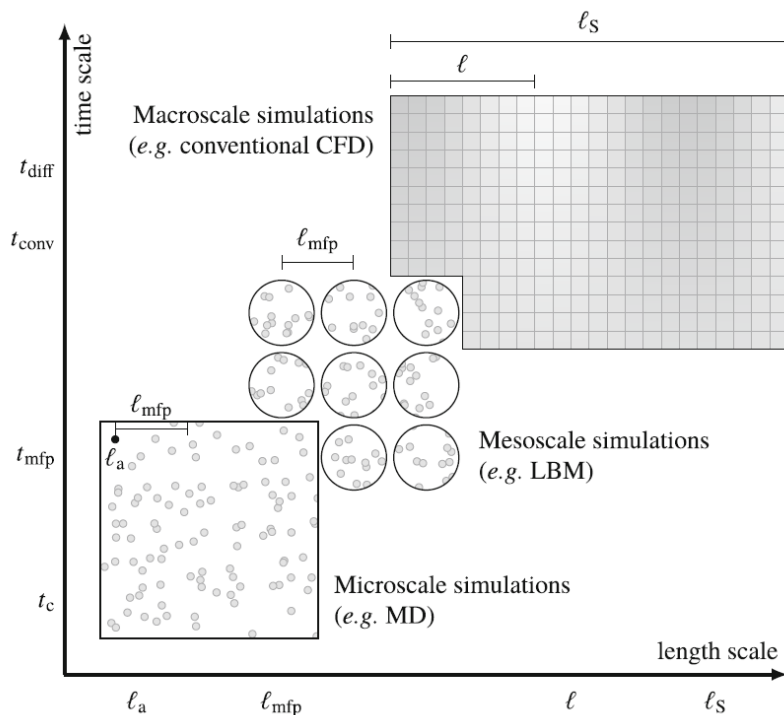 ℓS
ℓ
time scale
Macroscale simulations
(e.g. conventional CFD)
tdiff
tconv
ℓmfp
ℓmfp
ℓa
tmfp
Mesoscale simulations
(e.g. LBM)
Microscale simulations
(e.g. MD)
tc
length scale
ℓa ℓmfp ℓ ℓS